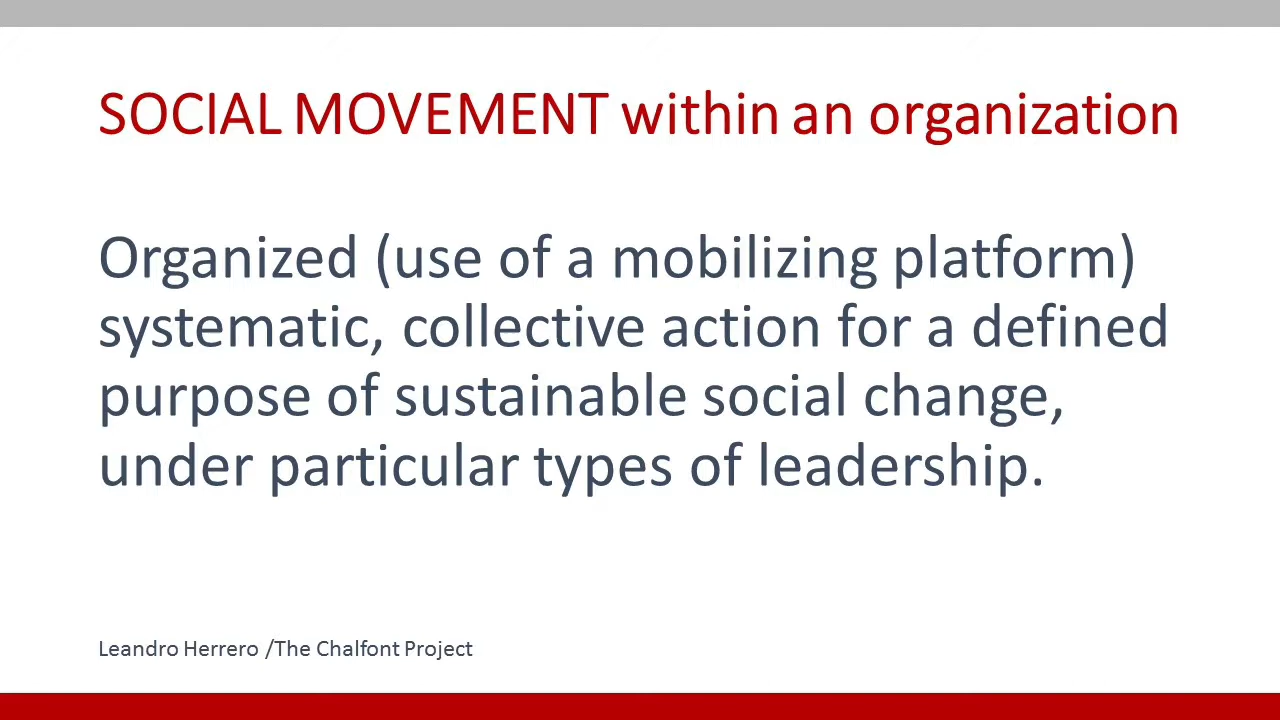 SOCIAL MOVEMENT within an organization
Organized (use of a mobilizing platform)
systematic, collective action for a defined
purpose of sustainable social change,
under particular types of leadership.
Leandro Herrero /The Chalfont Project